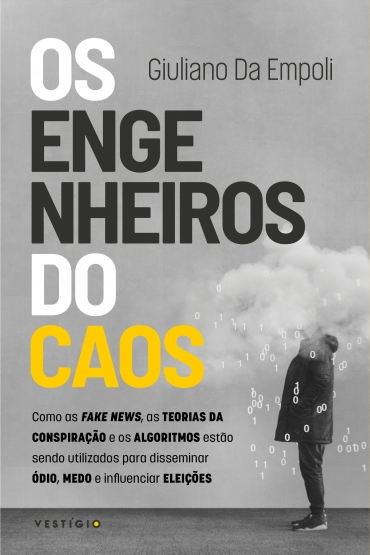 OS
Giuliano Da Empoli
ENGE
NHEIROS
DO
CAOS
Como as FAKE NEWS, as TEORIAS DA
CONSPIRAÇÃO e os ALGORITMOS estão
sendo utilizados para disseminar
ÓDIO, MEDO e influenciar ELEIÇÕES
VESTÍGIO